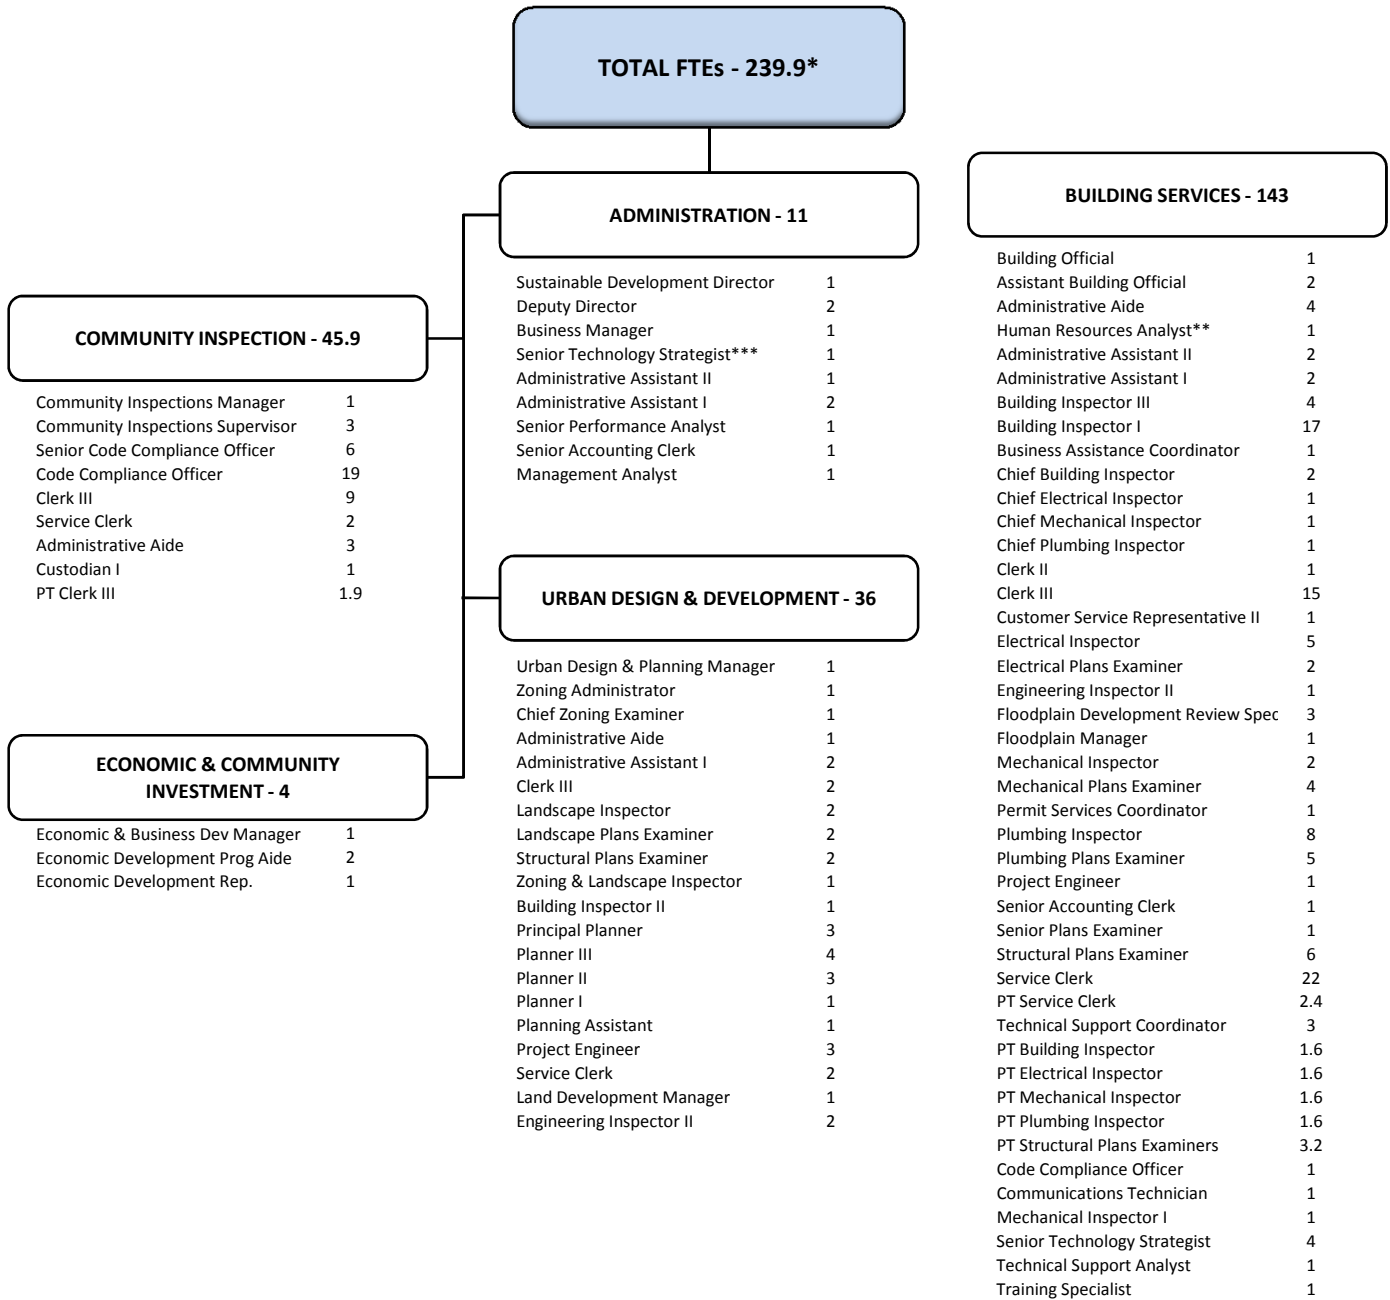 TOTAL FTEs - 239.9*
ADMINISTRATION - 11
Sustainable Development Director 1
Deputy Director 2
Business Manager 1
Senior Technology Strategist*** 1
Administrative Assistant II 1
Administrative Assistant I 2
Senior Performance Analyst 1
Senior Accounting Clerk 1
Management Analyst 1
COMMUNITY INSPECTION - 45.9
Community Inspections Manager 1
Community Inspections Supervisor 3
Senior Code Compliance Officer 6
Code Compliance Officer 19
Clerk III 9
Service Clerk 2
Administrative Aide 3
Custodian I 1
PT Clerk III 1.9
URBAN DESIGN & DEVELOPMENT - 36
Urban Design & Planning Manager 1
Zoning Administrator 1
Chief Zoning Examiner 1
Administrative Aide 1
Administrative Assistant I 2
Clerk III 2
Landscape Inspector 2
Landscape Plans Examiner 2
Structural Plans Examiner 2
Zoning & Landscape Inspector 1
Building Inspector II 1
Principal Planner 3
Planner III 4
Planner II 3
Planner I 1
Planning Assistant 1
Project Engineer 3
Service Clerk 2
Land Development Manager 1
Engineering Inspector II 2
ECONOMIC & COMMUNITY
INVESTMENT - 4
Economic & Business Dev Manager 1
Economic Development Prog Aide 2
Economic Development Rep. 1
BUILDING SERVICES - 143
Building Official 1
Assistant Building Official 2
Administrative Aide 4
Human Resources Analyst** 1
Administrative Assistant II 2
Administrative Assistant I 2
Building Inspector III 4
Building Inspector I 17
Business Assistance Coordinator 1
Chief Building Inspector 2
Chief Electrical Inspector 1
Chief Mechanical Inspector 1
Chief Plumbing Inspector 1
Clerk II 1
Clerk III 15
Customer Service Representative II 1
Electrical Inspector 5
Electrical Plans Examiner 2
Engineering Inspector II 1
Floodplain Development Review Spec 3
Floodplain Manager 1
Mechanical Inspector 2
Mechanical Plans Examiner 4
Permit Services Coordinator 1
Plumbing Inspector 8
Plumbing Plans Examiner 5
Project Engineer 1
Senior Accounting Clerk 1
Senior Plans Examiner 1
Structural Plans Examiner 6
Service Clerk 22
PT Service Clerk 2.4
Technical Support Coordinator 3
PT Building Inspector 1.6
PT Electrical Inspector 1.6
PT Mechanical Inspector 1.6
PT Plumbing Inspector 1.6
PT Structural Plans Examiners 3.2
Code Compliance Officer 1
Communications Technician 1
Mechanical Inspector I 1
Senior Technology Strategist 4
Technical Support Analyst 1
Training Specialist 1